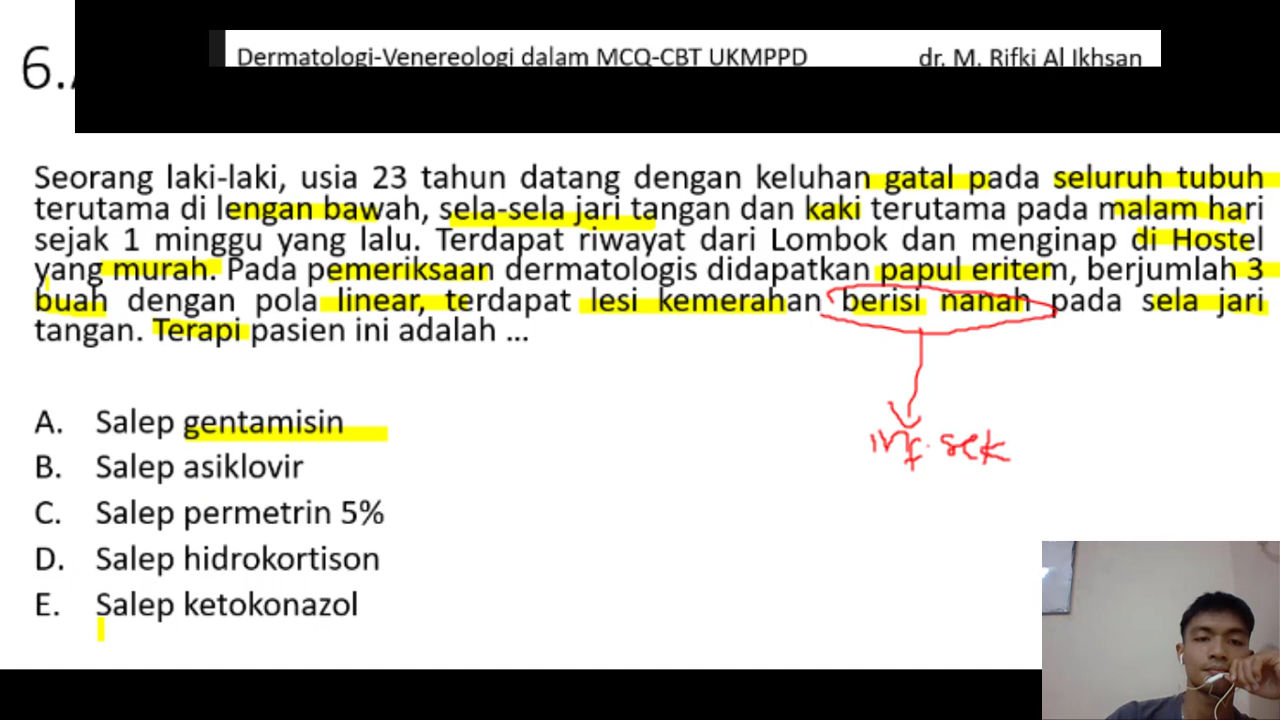 Dermatologi-Venereologi dalam MCQ-CBT UKMPPD dr. M. Rifki Al Ikhsan
6.
Seorang laki-laki, usia 23 tahun datang dengan keluhan gatal pada seluruh tubuh
terutama di lengan bawah, sela-sela jari tangan dan kaki terutama pada malam hari
sejak 1 minggu yang lalu. Terdapat riwayat dari Lombok dan menginap di Hostel
yang murah. Pada pemeriksaan dermatologis didapatkan papul eritem, berjumlah 3
buah dengan pola linear, terdapat lesi kemerahan berisi nanah pada sela jari
tangan. Terapi pasien ini adalah ...
A. Salep gentamisin
inf. sek
B. Salep asiklovir
C. Salep permetrin 5%
D. Salep hidrokortison
E. Salep ketokonazol